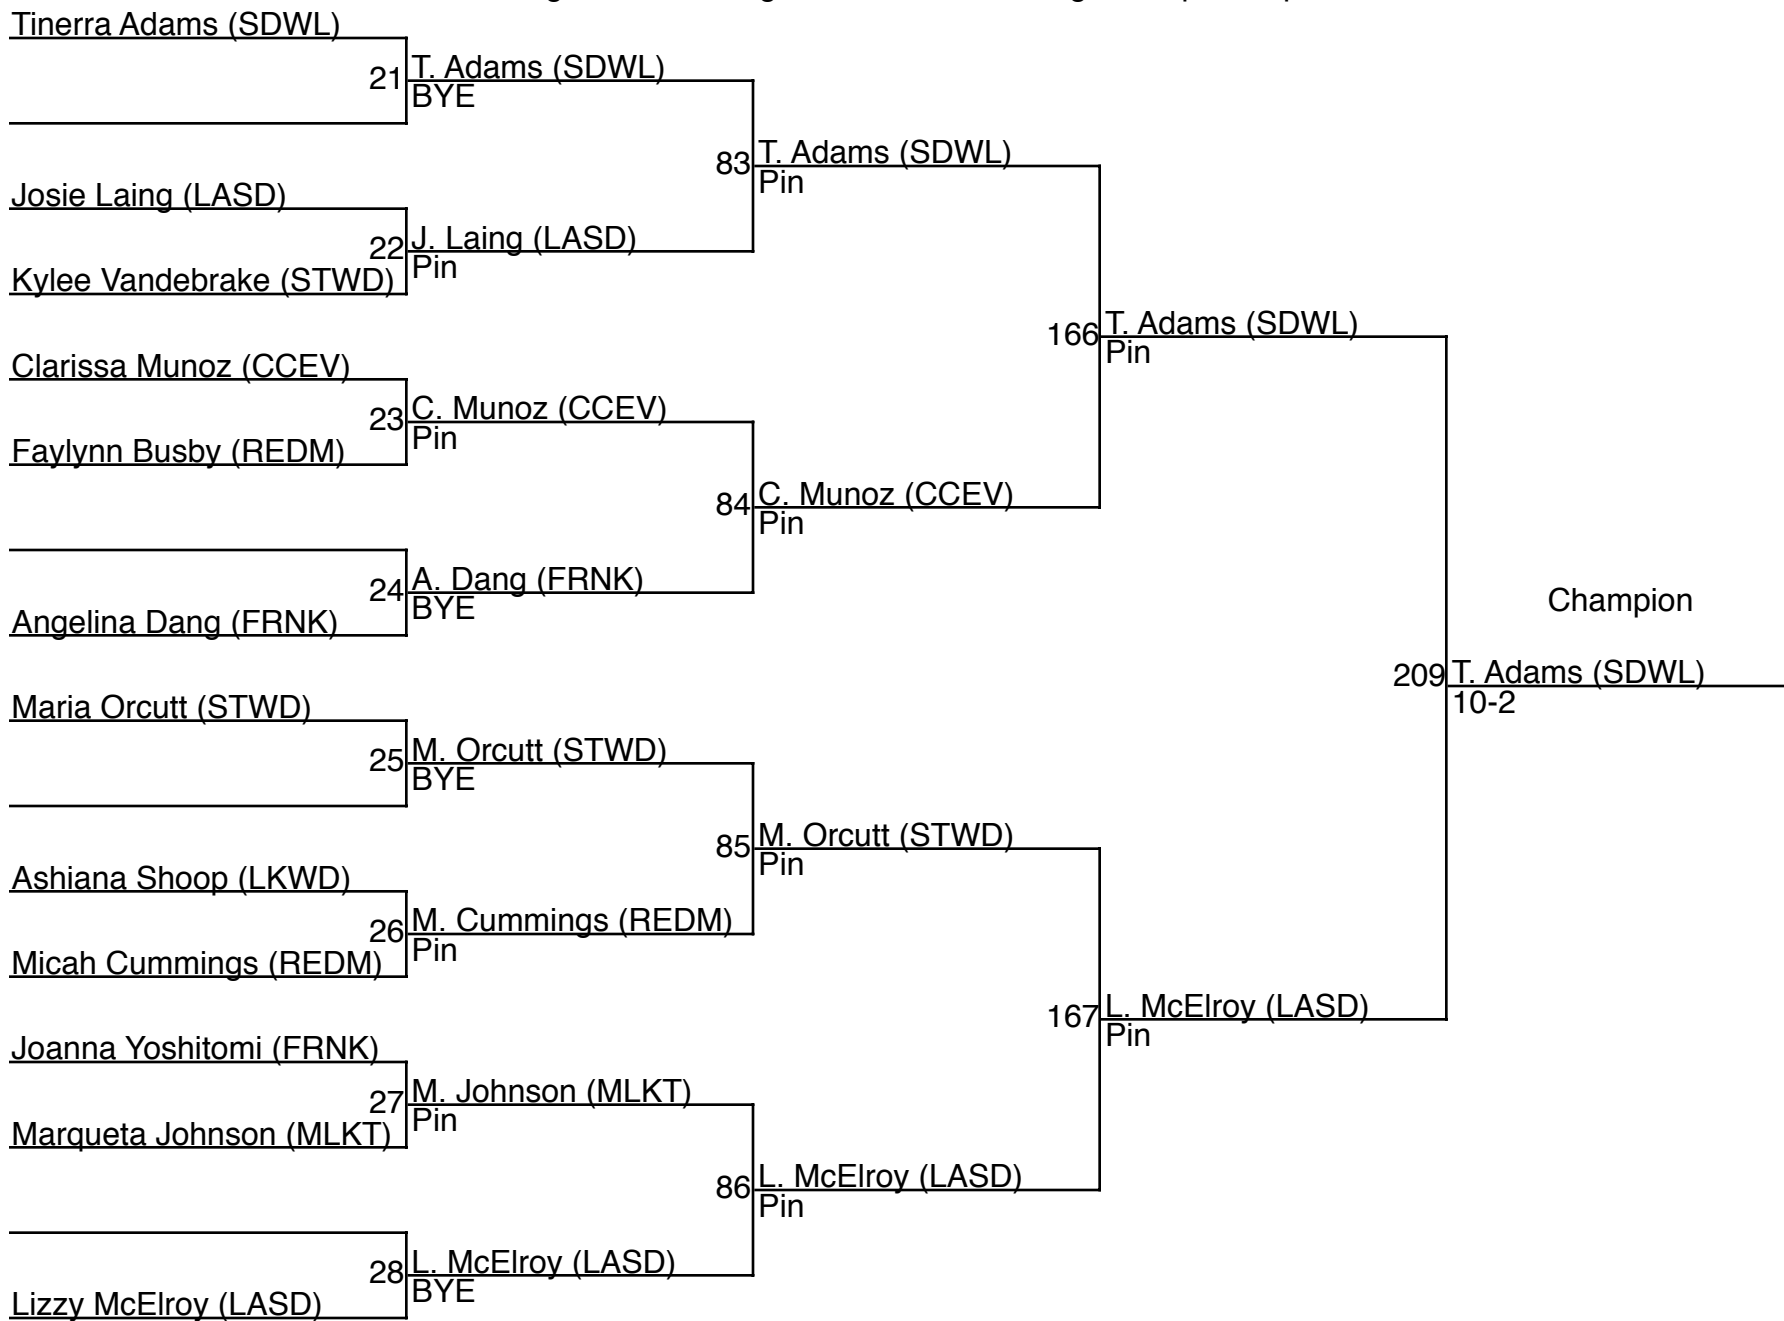 Tinerra Adams (SDWL)
21
T. Adams (SDWL)
BYE
83
T. Adams (SDWL)
Pin
Josie Laing (LASD)
22
J. Laing (LASD)
Pin
Kylee Vandebrake (STWD)
166
T. Adams (SDWL)
Pin
Clarissa Munoz (CCEV)
23
C. Munoz (CCEV)
Pin
Faylynn Busby (REDM)
84
C. Munoz (CCEV)
Pin
24
A. Dang (FRNK)
BYE
Angelina Dang (FRNK)
Champion
209
T. Adams (SDWL)
10-2
Maria Orcutt (STWD)
25
M. Orcutt (STWD)
BYE
85
M. Orcutt (STWD)
Pin
Ashiana Shoop (LKWD)
26
M. Cummings (REDM)
Pin
Micah Cummings (REDM)
167
L. McElroy (LASD)
Pin
Joanna Yoshitomi (FRNK)
27
M. Johnson (MLKT)
Pin
Marqueta Johnson (MLKT)
86
L. McElroy (LASD)
Pin
28
L. McElroy (LASD)
BYE
Lizzy McElroy (LASD)